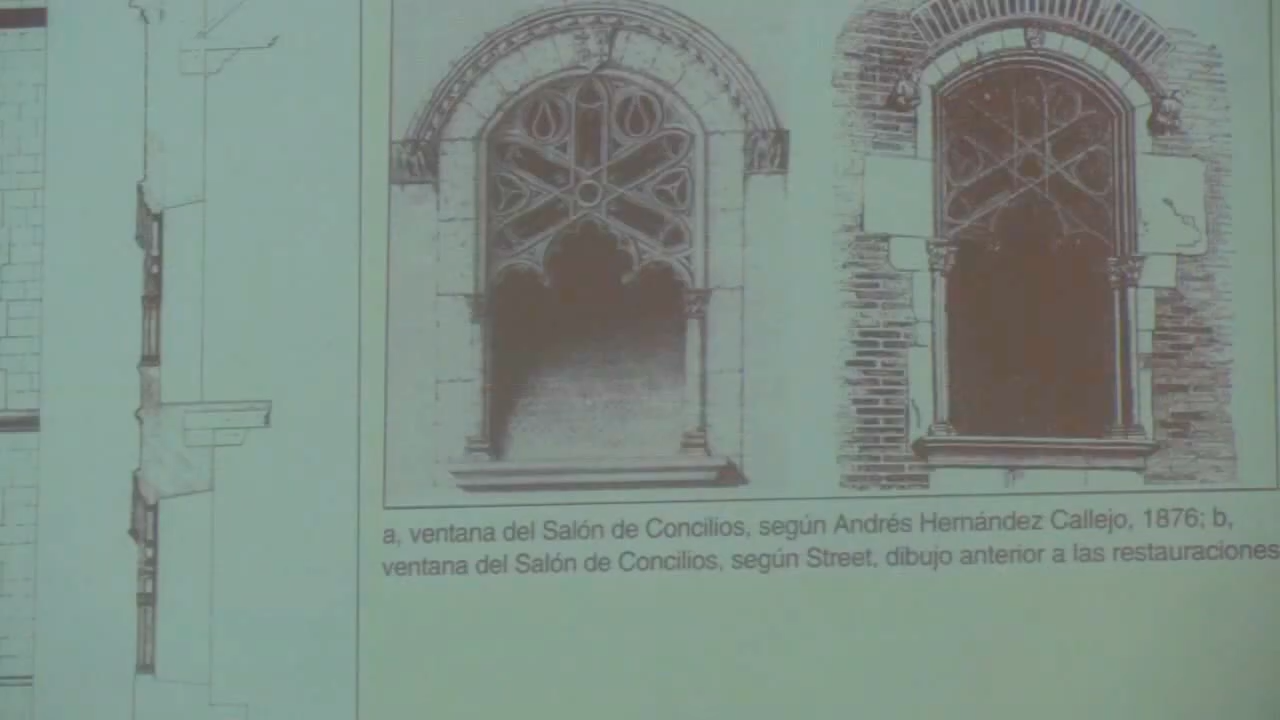 a, ventana del Salón de Concilios, según Andrés Hernández Callejo, 1876; b,
ventana del Salón de Concilios, según Street, dibujo anterior a las restauraciones